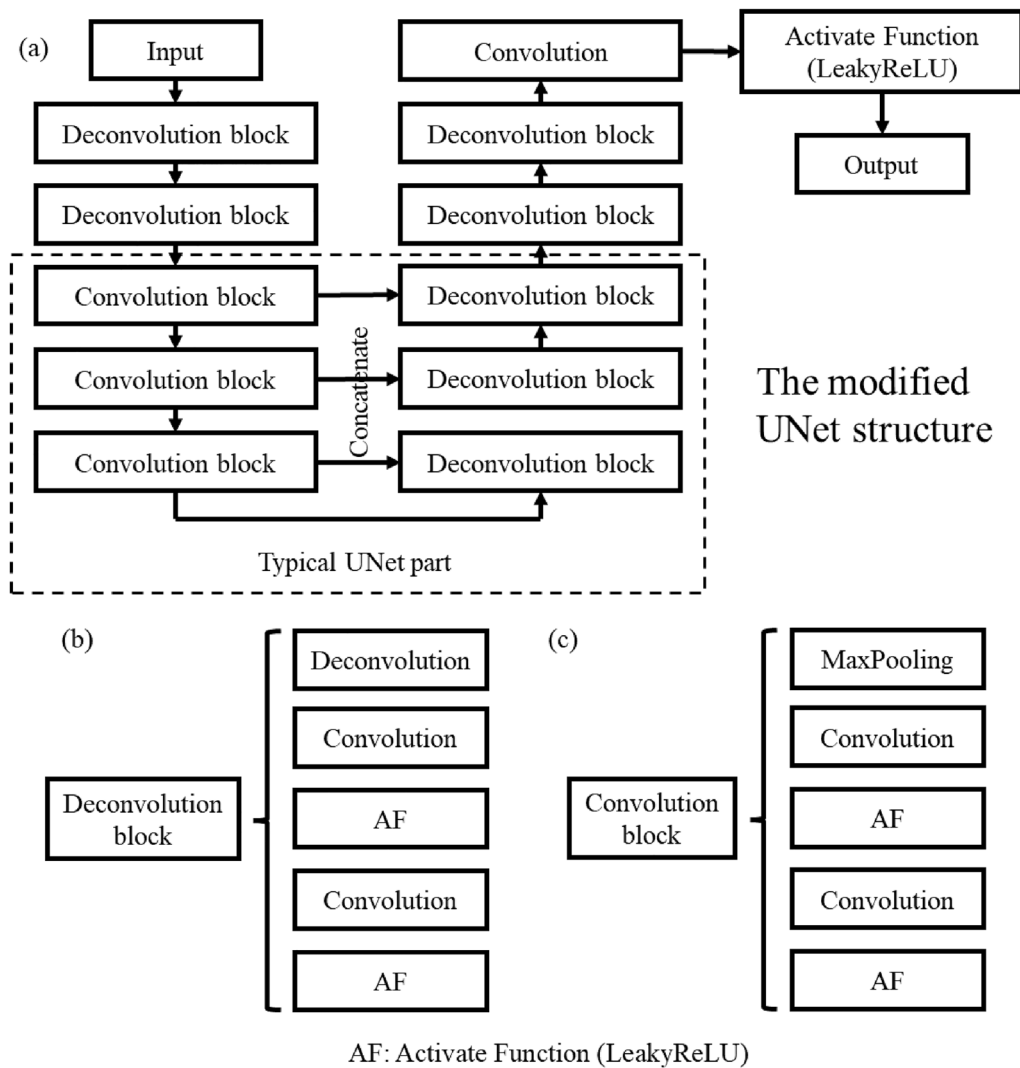 (a)
Input
Deconvolution block
Deconvolution block
Convolution block
Convolution block
Convolution block
Concatenate
Convolution
Deconvolution block
Deconvolution block
Deconvolution block
Deconvolution block
Deconvolution block
Activate Function
(LeakyReLU)
Output
The modified
UNet structure
Typical UNet part
(b)
Deconvolution
block
Deconvolution
Convolution
AF
Convolution
AF
(c)
Convolution
block
MaxPooling
Convolution
AF
Convolution
AF
AF: Activate Function (LeakyReLU)